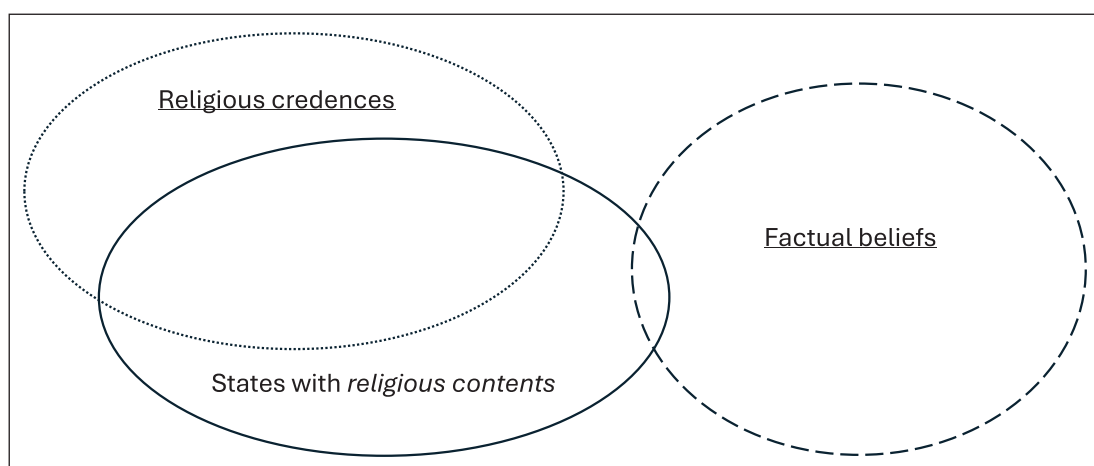 Religious credences
Factual beliefs
States with religious contents